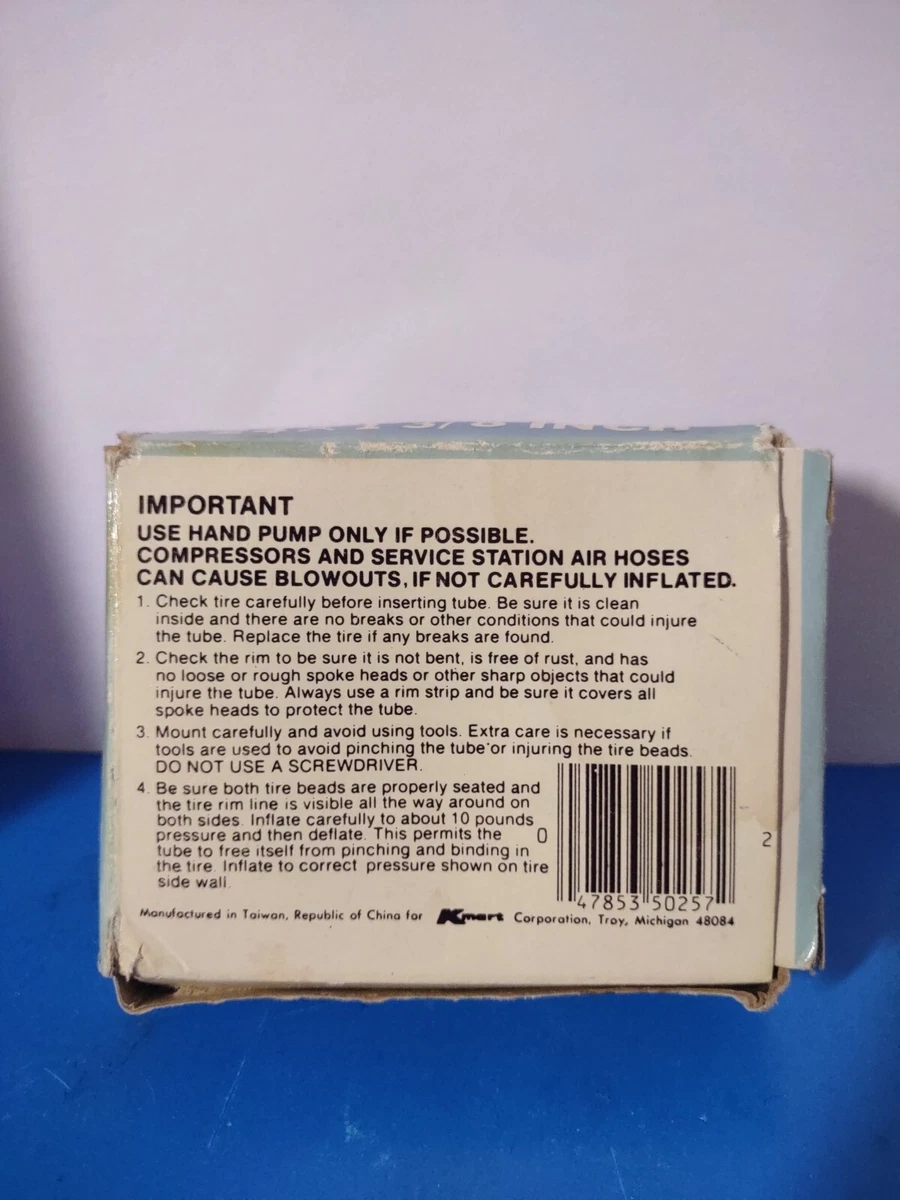 1 3/8 INCH
IMPORTANT
USE HAND PUMP ONLY IF POSSIBLE.
COMPRESSORS AND SERVICE STATION AIR HOSES
CAN CAUSE BLOWOUTS, IF NOT CAREFULLY INFLATED.
1. Check tire carefully before inserting tube. Be sure it is clean
inside and there are no breaks or other conditions that could injure
the tube. Replace the tire if any breaks are found.
2. Check the rim to be sure it is not bent, is free of rust, and has
no loose or rough spoke heads or other sharp objects that could
injure the tube. Always use a rim strip and be sure it covers all
spoke heads to protect the tube.
3. Mount carefully and avoid using tools. Extra care is necessary if
tools are used to avoid pinching the tube or injuring the tire beads.
DO NOT USE A SCREWDRIVER.
4. Be sure both tire beads are properly seated and
the tire rim line is visible all the way around on
both sides. Inflate carefully to about 10 pounds
pressure and then deflate. This permits the
tube to free itself from pinching and binding in
the tire. Inflate to correct pressure shown on tire
side wall.
0 47853 50257 2
Manufactured in Taiwan, Republic of China for Kmart Corporation, Troy, Michigan 48084